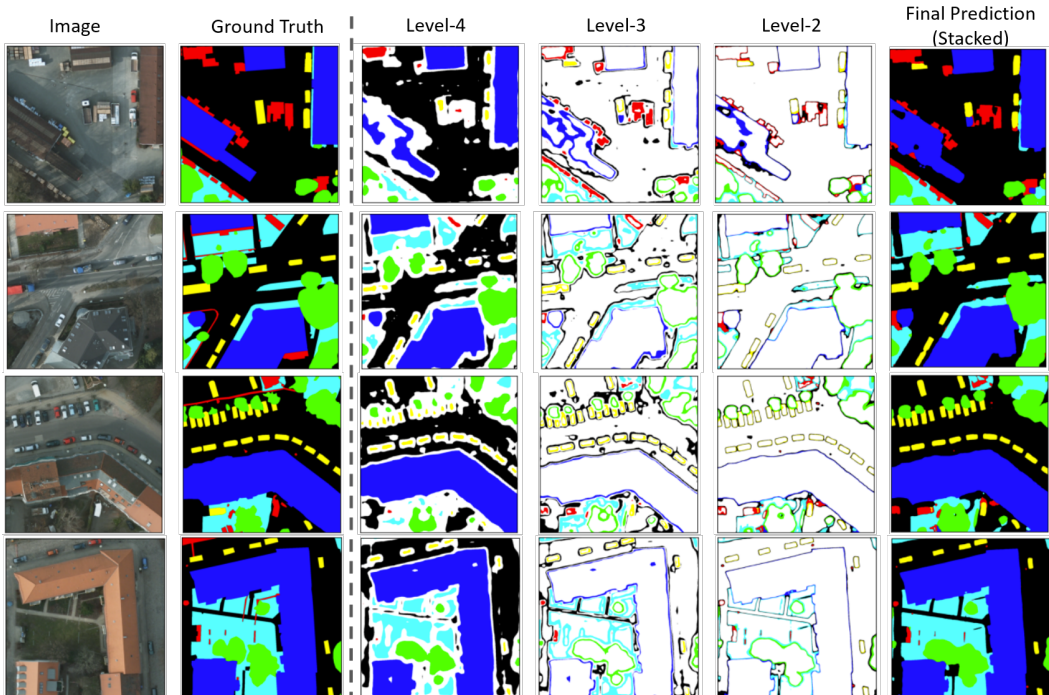 Image
Ground Truth
Level-4
Level-3
Level-2
Final Prediction
(Stacked)